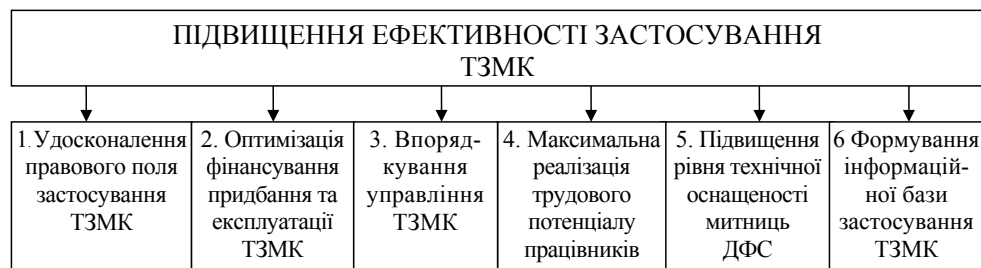 ПІДВИЩЕННЯ ЕФЕКТИВНОСТІ ЗАСТОСУВАННЯ
ТЗМК
1. Удосконалення
правового поля
застосування
ТЗМК
2. Оптимізація
фінансування
придбання та
експлуатації
ТЗМК
3. Впоряд-
кування
управління
ТЗМК
4. Максимальна
реалізація
трудового
потенціалу
працівників
5. Підвищення
рівня технічної
оснащеності
митниць
ДФС
6 Формування
інформацій-
ної бази
застосування
ТЗМК